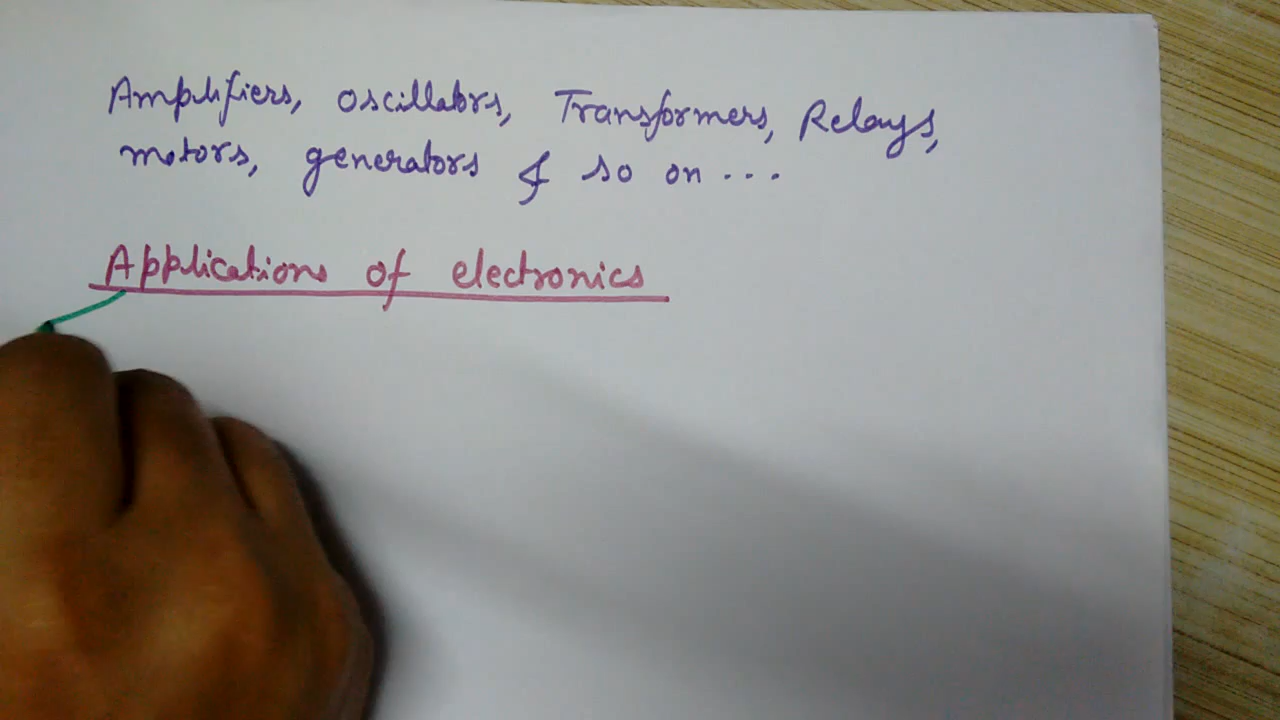 Amplifiers, oscillators, Transformers, Relays,
motors, generators & so on ...
Applications of electronics